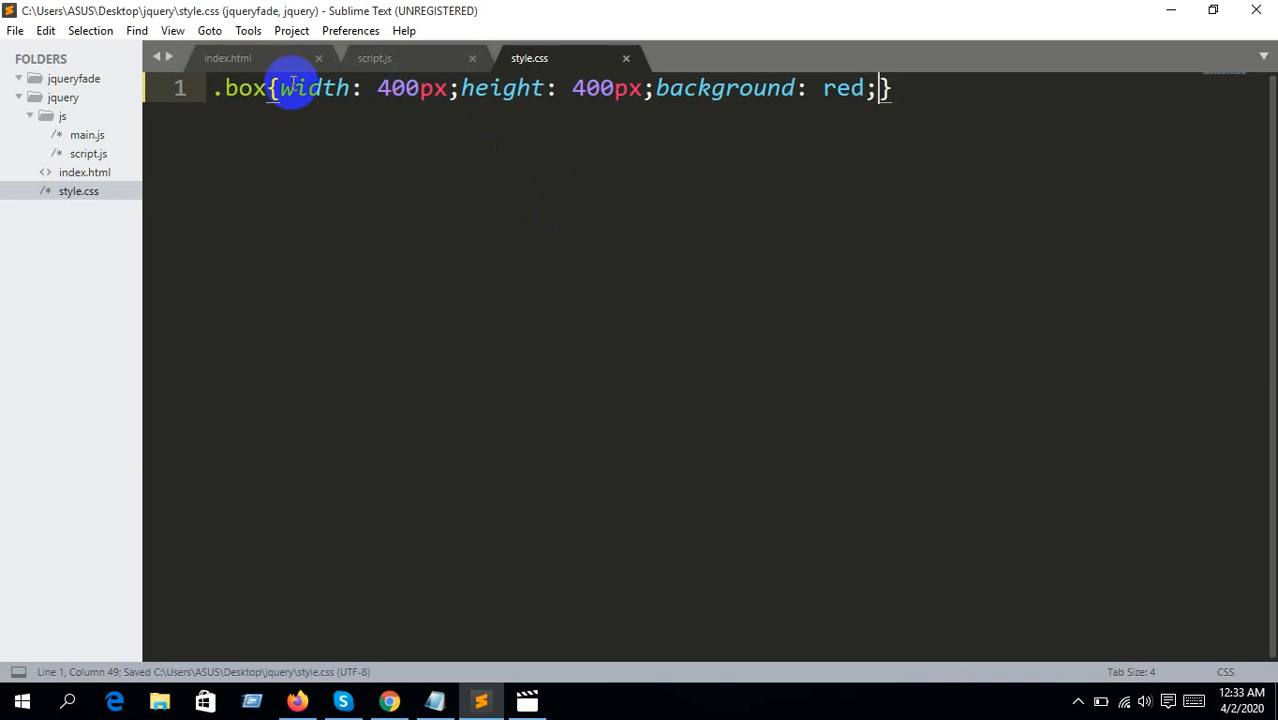 C:\Users\ASUS\Desktop\jquery\style.css (jqueryfade, jquery) - Sublime Text (UNREGISTERED)
File Edit Selection Find View Goto Tools Project Preferences Help
FOLDERS
jqueryfade
jquery
js
main.js
script.js
index.html
style.css
index.html script.js style.css
1 .box{width: 400px;height: 400px;background: red;}
Line 1, Column 49; Saved C:\Users\ASUS\Desktop\jquery\style.css (UTF-8) Tab Size: 4 CSS
12:33 AM
4/2/2020